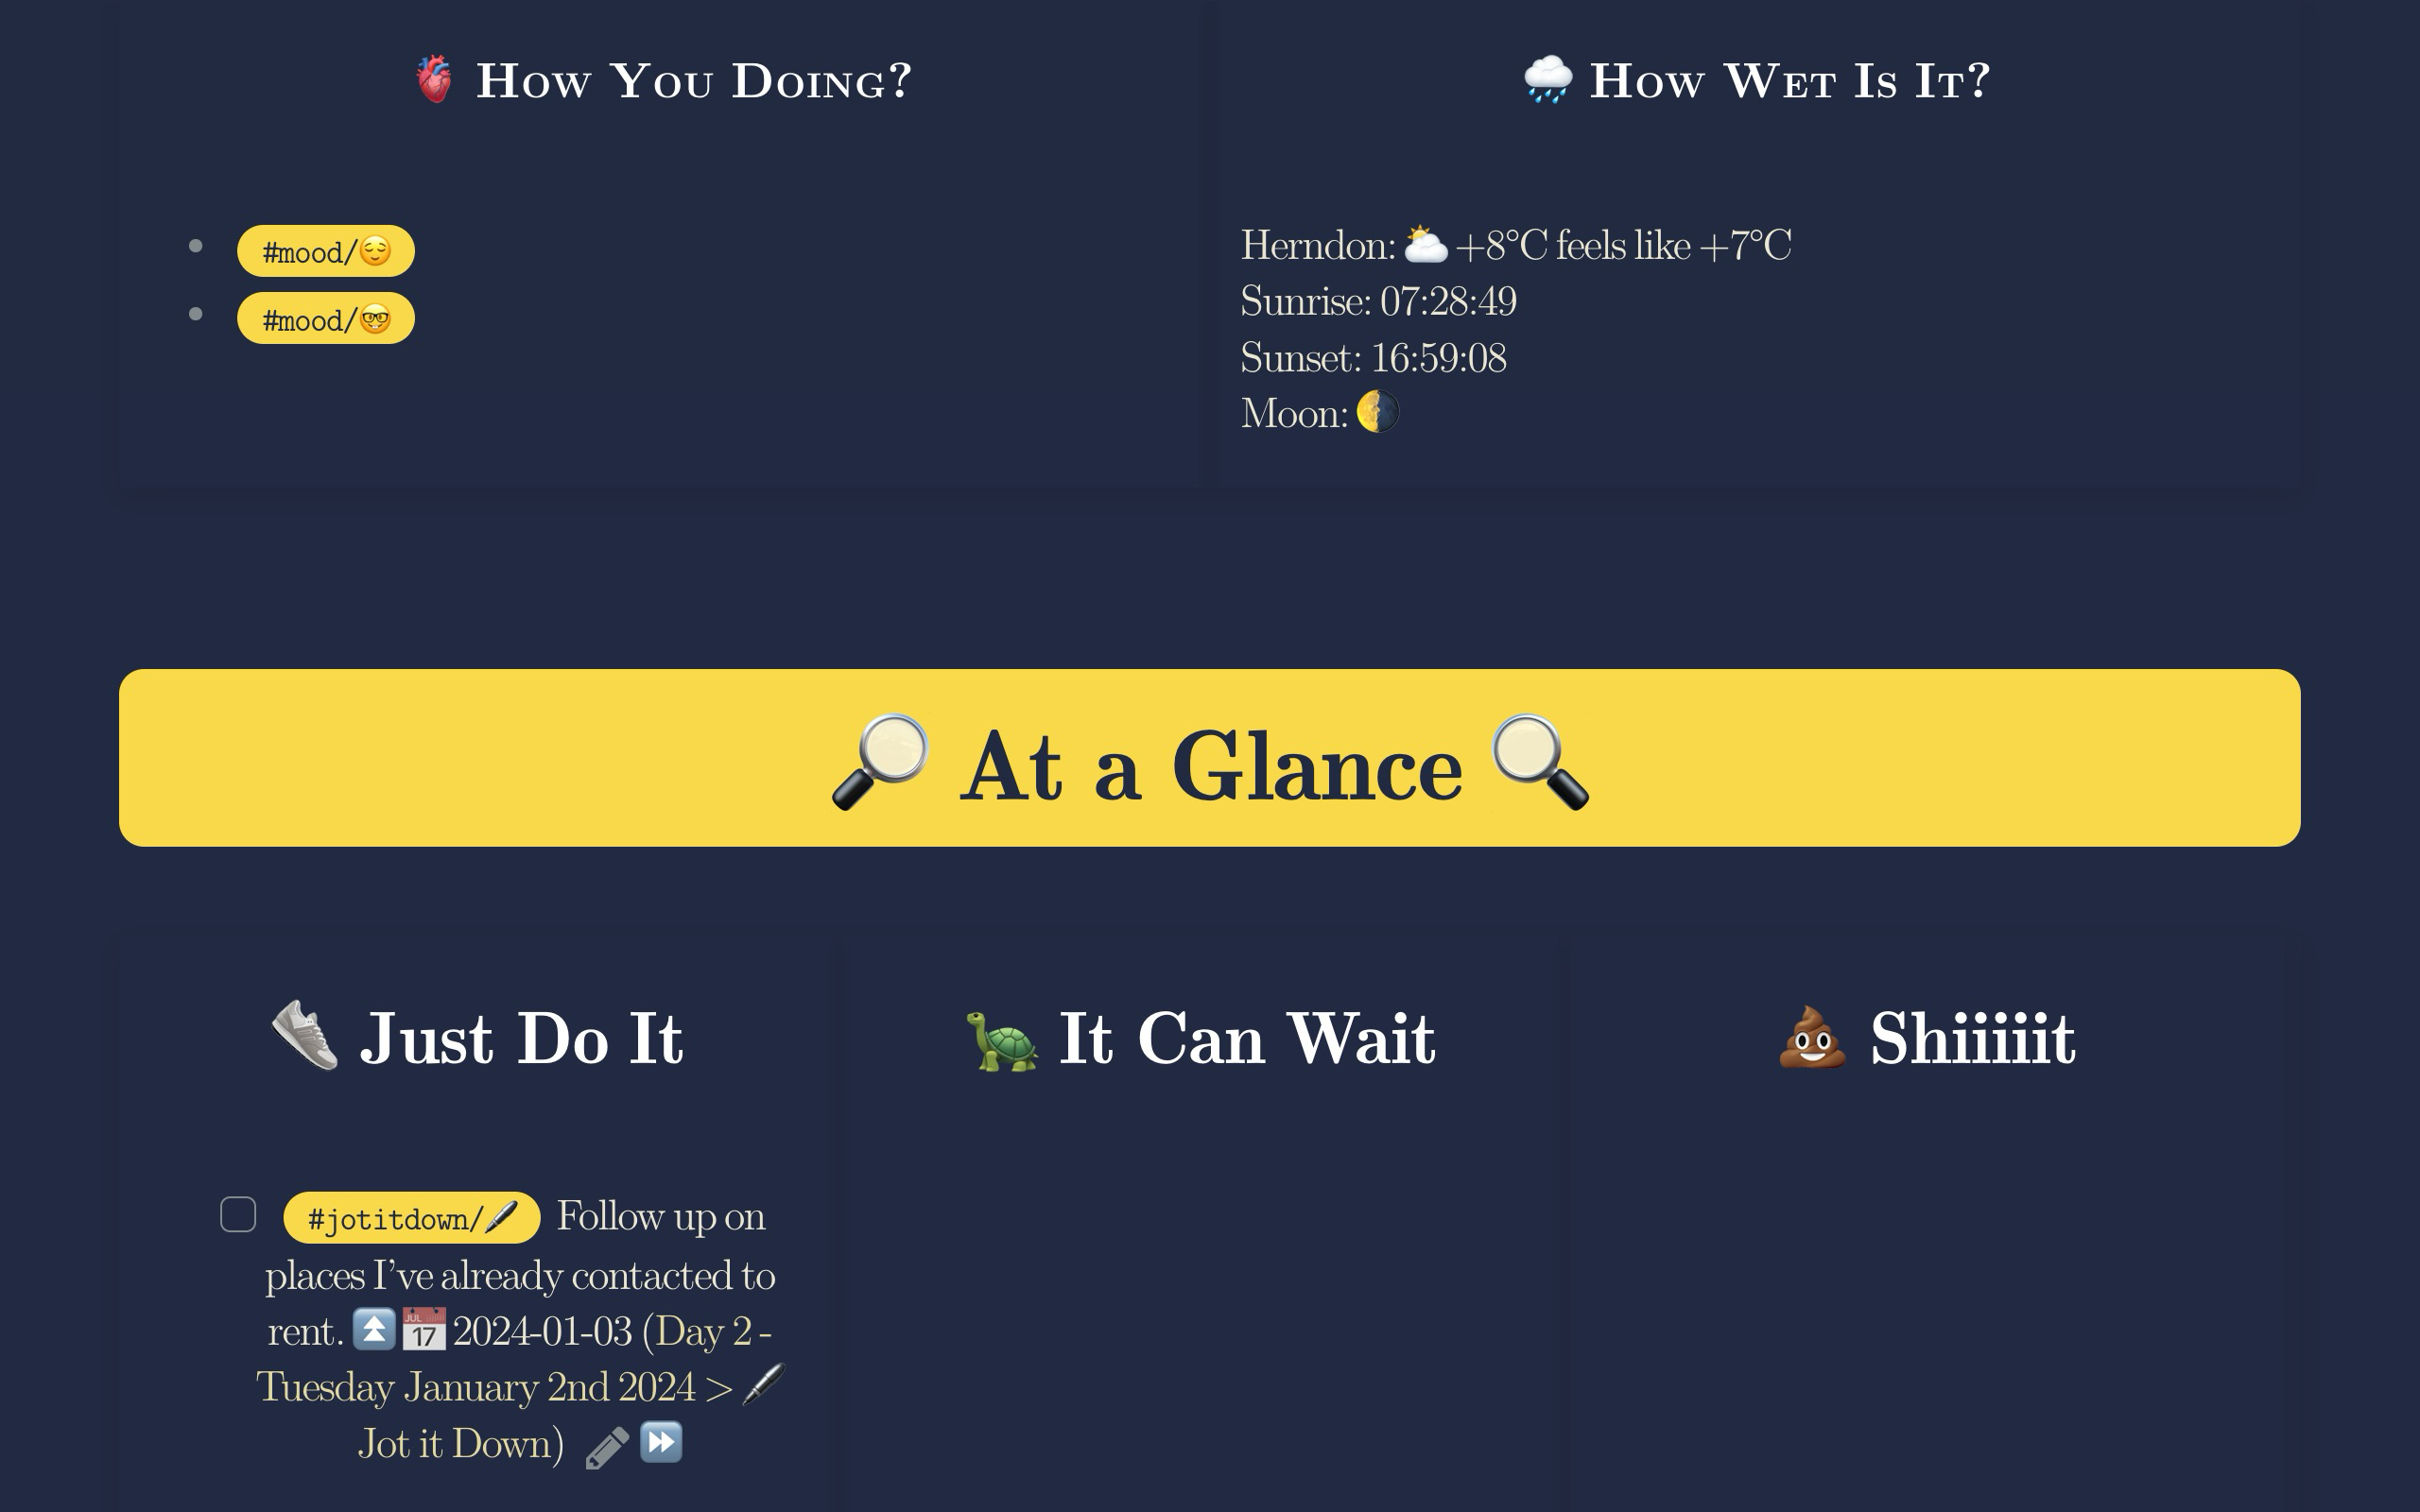 🫀 How You Doing?
#mood/😌
#mood/🤓
🌧️ How Wet Is It?
Herndon: 🌤️ +8°C feels like +7°C
Sunrise: 07:28:49
Sunset: 16:59:08
Moon: 🌗
🔎 At a Glance 🔍
👟 Just Do It
#jotitdown/🖋️ Follow up on
places I've already contacted to
rent. ⏫ 📅 2024-01-03 (Day 2 -
Tuesday January 2nd 2024 > 🖋️
Jot it Down) ⏩
🐢 It Can Wait
💩 Shiiiiit